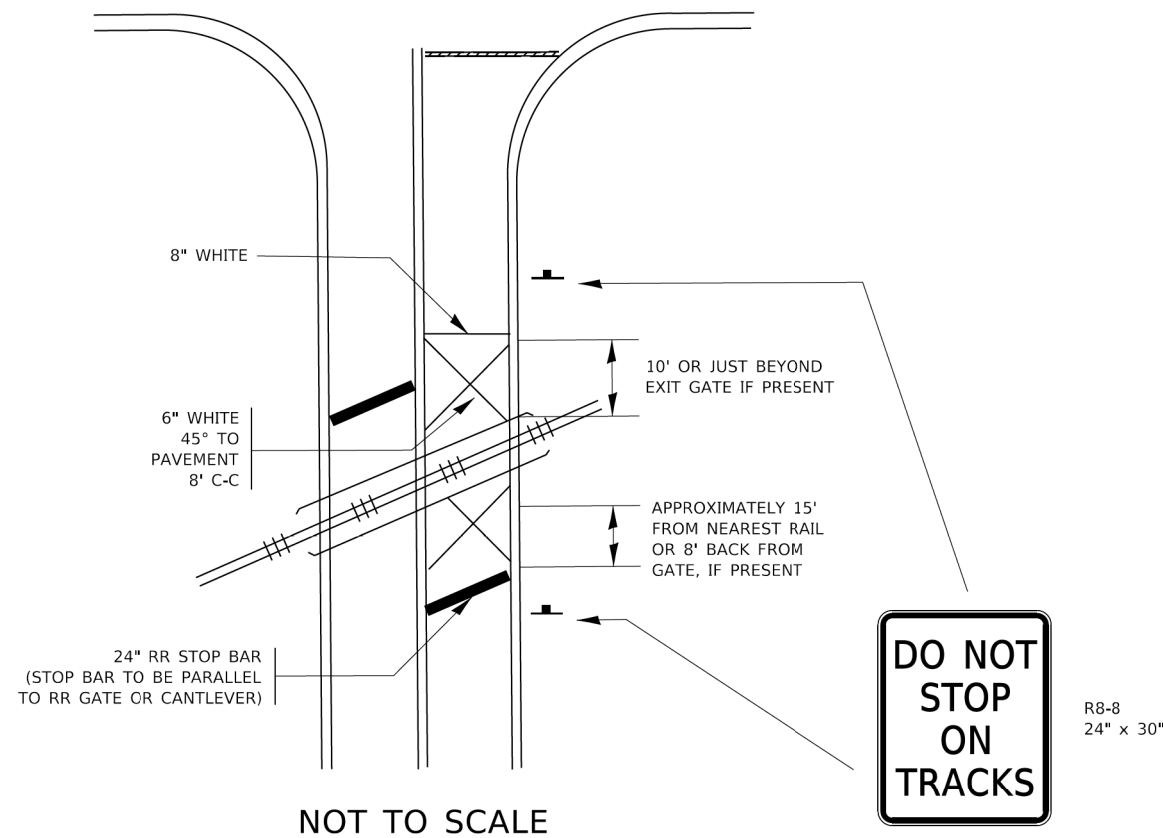 8" WHITE
10' OR JUST BEYOND
EXIT GATE IF PRESENT
6" WHITE
45° TO
PAVEMENT
8' C-C
APPROXIMATELY 15'
FROM NEAREST RAIL
OR 8' BACK FROM
GATE, IF PRESENT
24" RR STOP BAR
(STOP BAR TO BE PARALLEL
TO RR GATE OR CANTLEVER)
DO NOT
STOP
ON
TRACKS
R8-8
24" x 30"
NOT TO SCALE